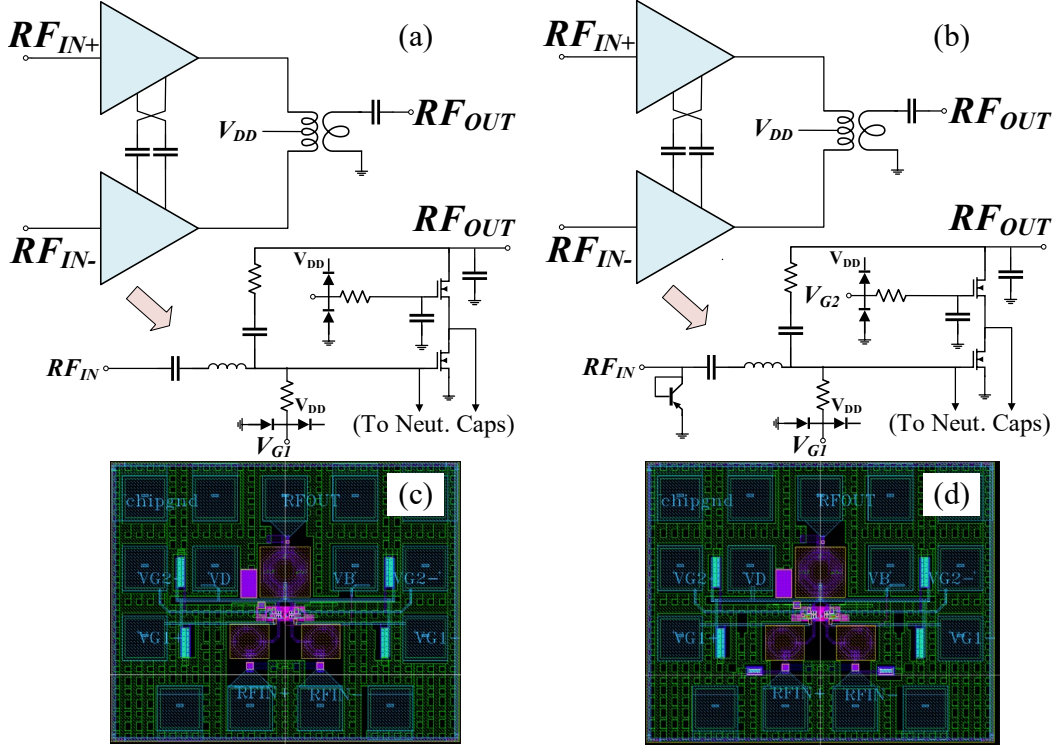 (a)
RF_IN+
V_DD
RF_OUT
RF_IN-
RF_OUT
V_DD
RF_IN
V_DD
V_G1
(To Neut. Caps)
(b)
RF_IN+
V_DD
RF_OUT
RF_IN-
RF_OUT
V_DD
V_G2
RF_IN
V_DD
V_G1
(To Neut. Caps)
(c)
chipgnd
RFOUT
VG2-
VD
VB
VG2-
VG1
VG1-
RFIN+
RFIN-
(d)
chipgnd
RFOUT
VG2-
VD
VB
VG2-
VG1
VG1-
RFIN+
RFIN-